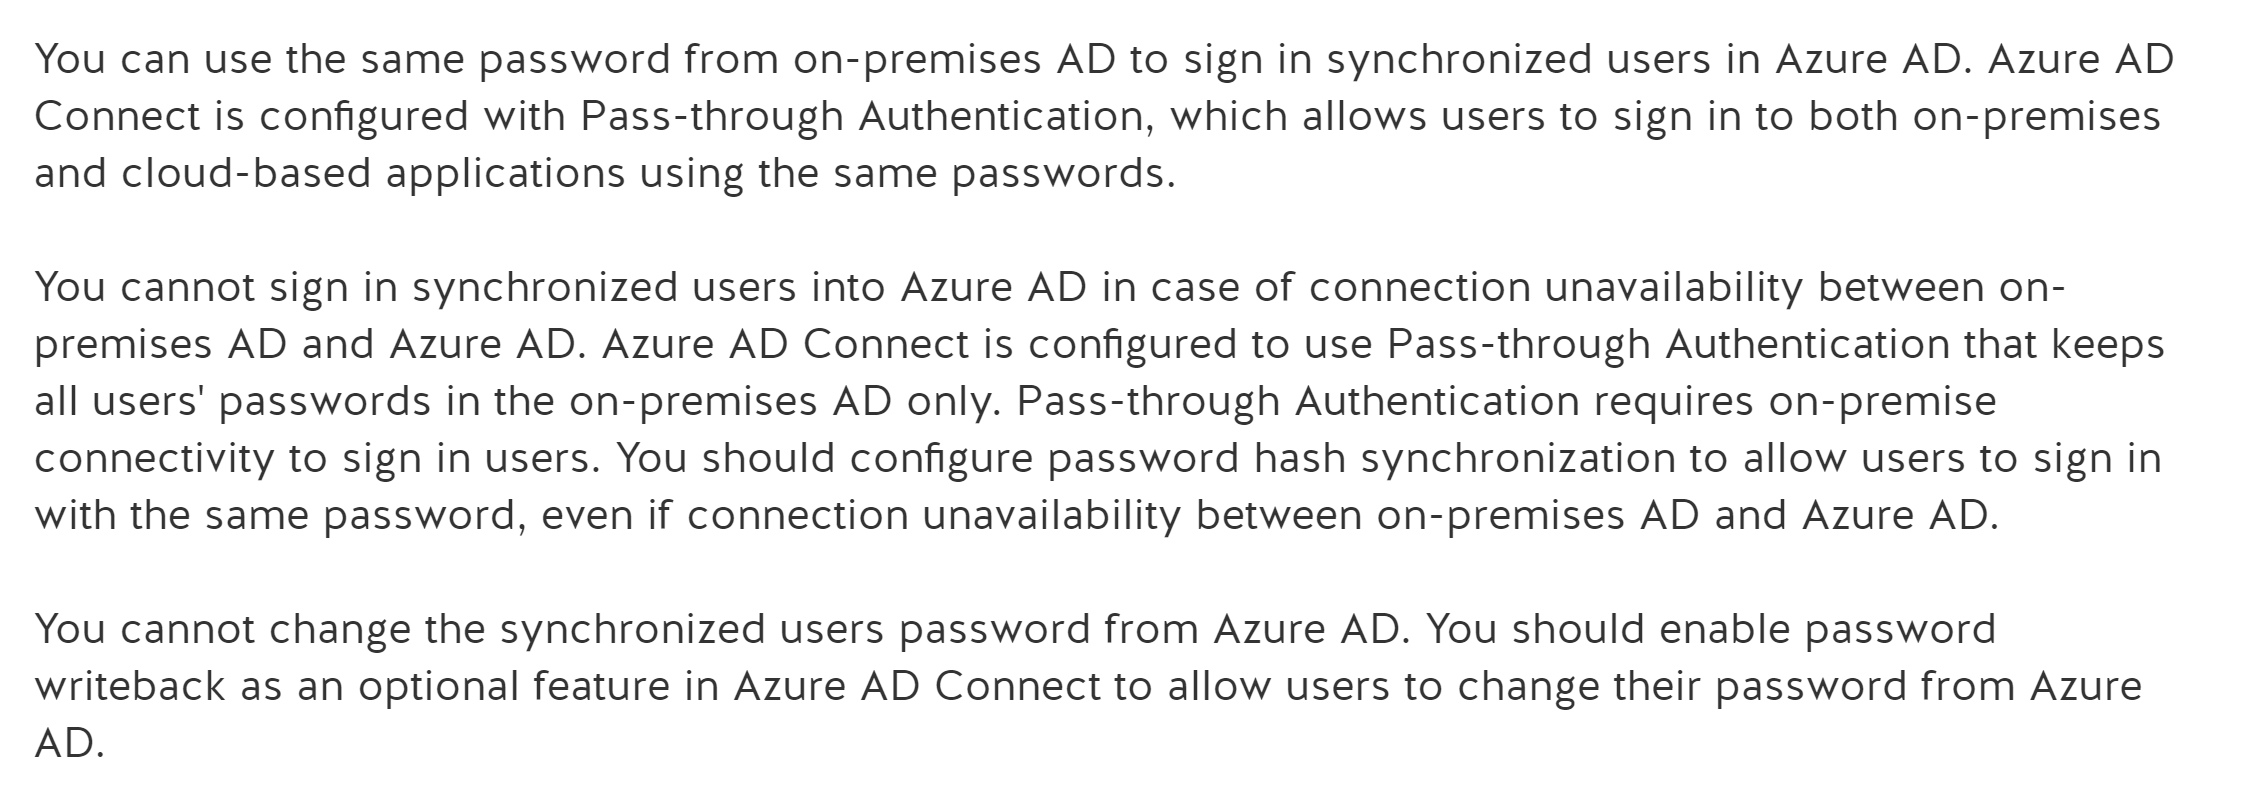 You can use the same password from on-premises AD to sign in synchronized users in Azure AD. Azure AD
Connect is configured with Pass-through Authentication, which allows users to sign in to both on-premises
and cloud-based applications using the same passwords.
You cannot sign in synchronized users into Azure AD in case of connection unavailability between on-
premises AD and Azure AD. Azure AD Connect is configured to use Pass-through Authentication that keeps
all users' passwords in the on-premises AD only. Pass-through Authentication requires on-premise
connectivity to sign in users. You should configure password hash synchronization to allow users to sign in
with the same password, even if connection unavailability between on-premises AD and Azure AD.
You cannot change the synchronized users password from Azure AD. You should enable password
writeback as an optional feature in Azure AD Connect to allow users to change their password from Azure
AD.